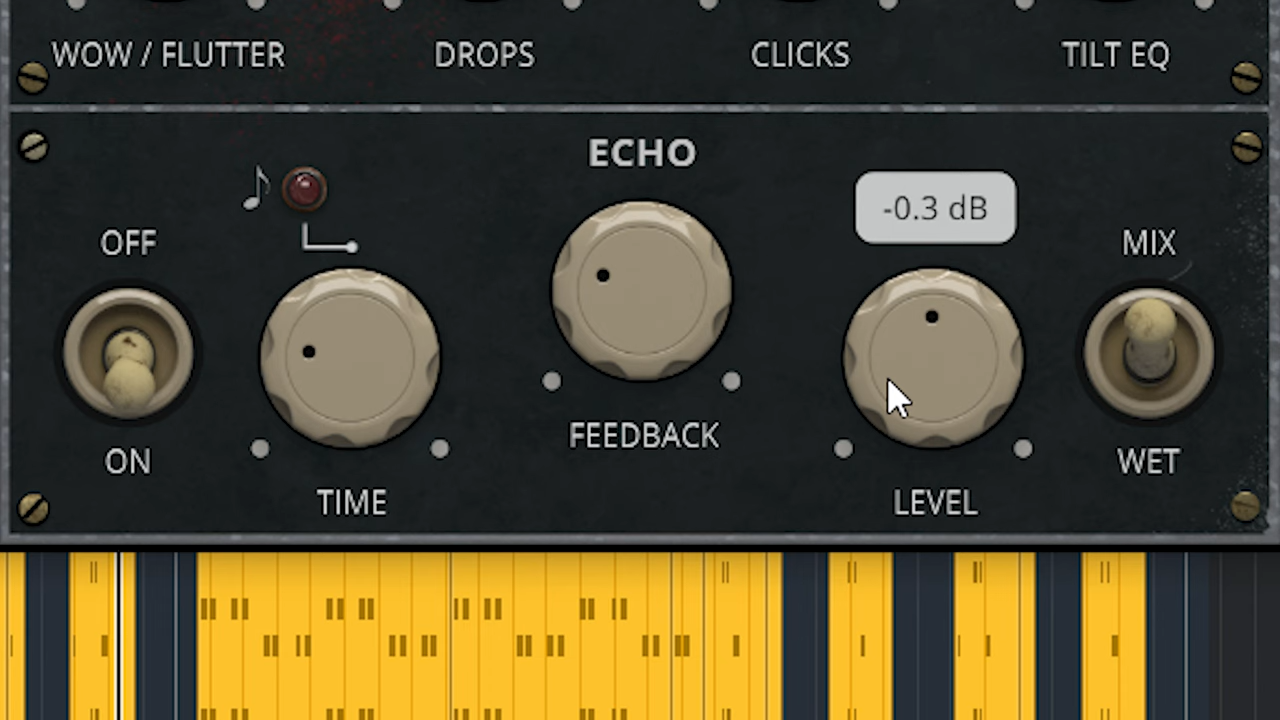 WOW / FLUTTER
DROPS
CLICKS
TILT EQ
ECHO
-0.3 dB
OFF
MIX
ON
FEEDBACK
WET
TIME
LEVEL